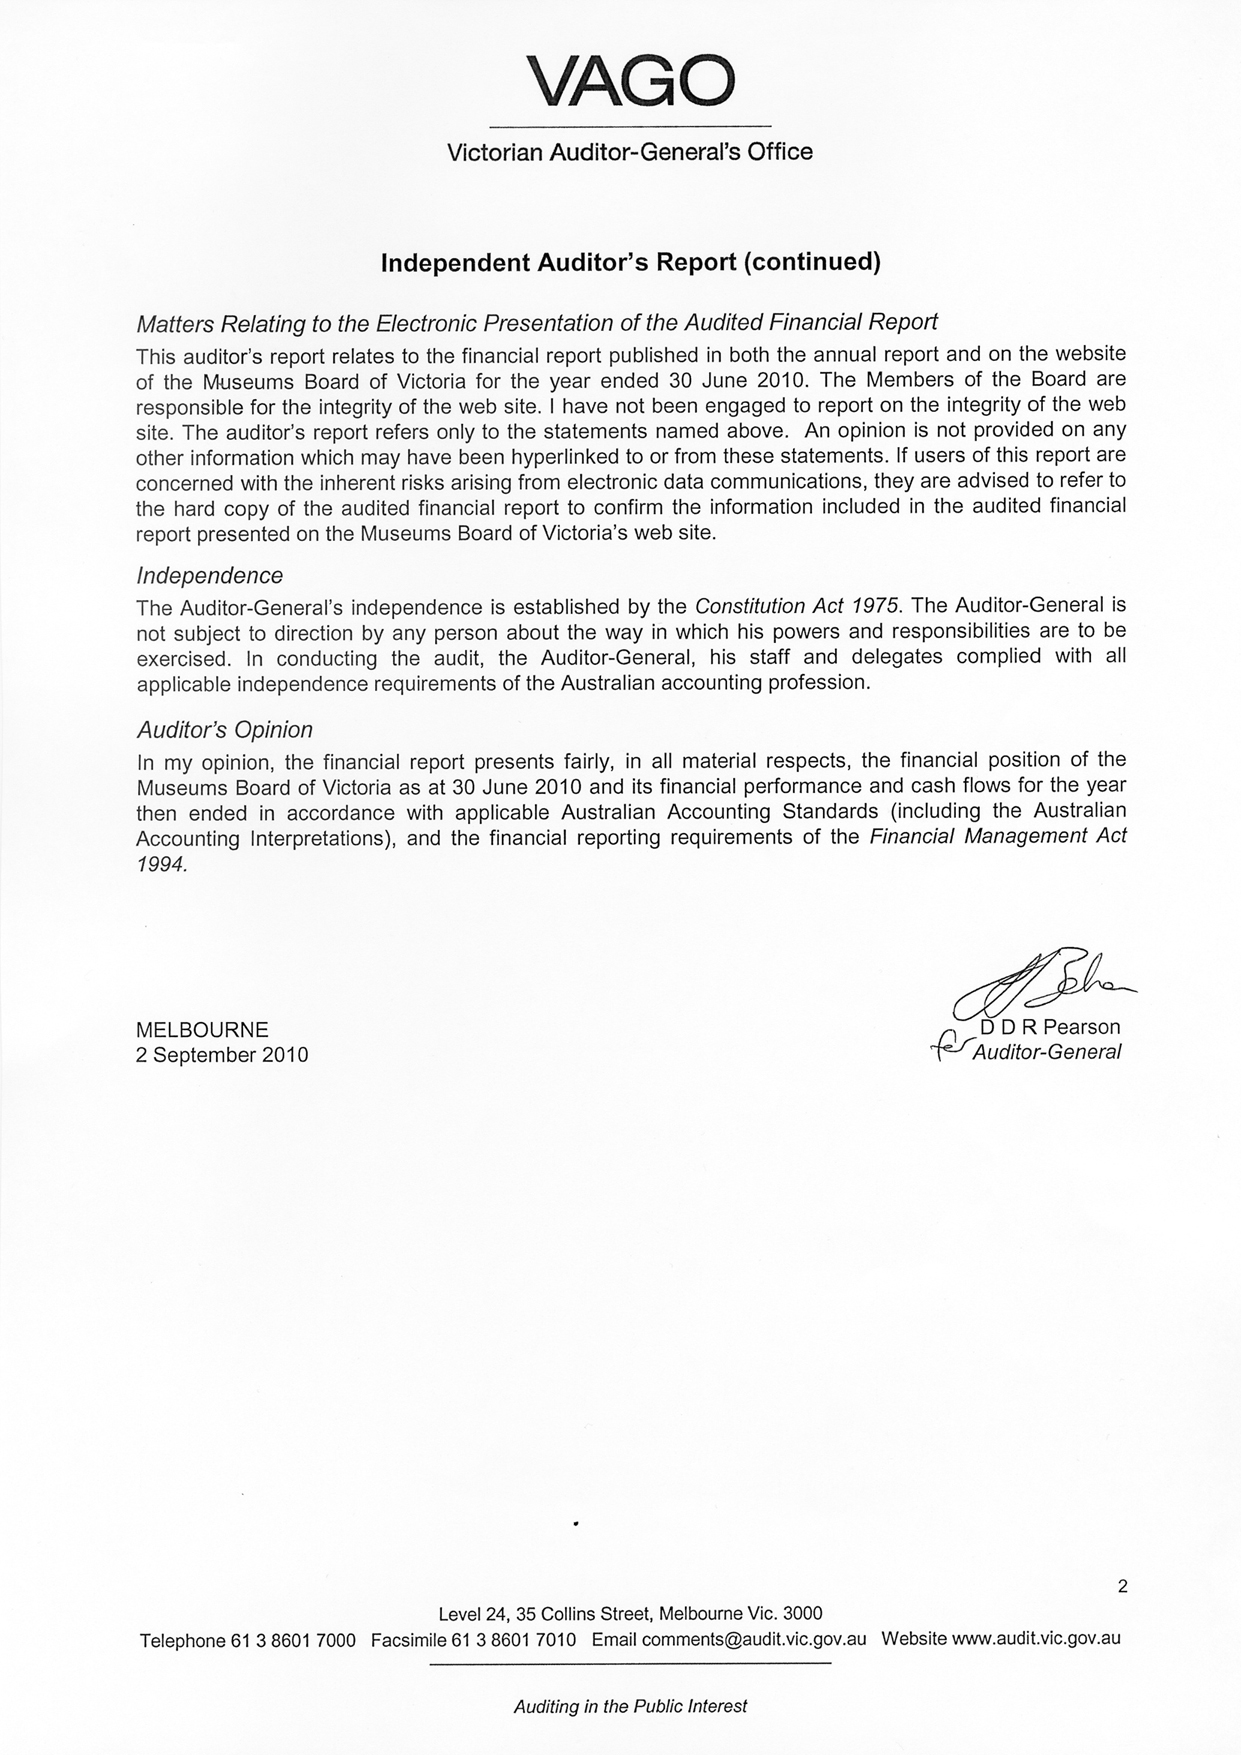 VAGO
Victorian Auditor-General's Office
Independent Auditor's Report (continued)
Matters Relating to the Electronic Presentation of the Audited Financial Report
This auditor's report relates to the financial report published in both the annual report and on the website
of the Museums Board of Victoria for the year ended 30 June 2010. The Members of the Board are
responsible for the integrity of the web site. I have not been engaged to report on the integrity of the web
site. The auditor's report refers only to the statements named above. An opinion is not provided on any
other information which may have been hyperlinked to or from these statements. If users of this report are
concerned with the inherent risks arising from electronic data communications, they are advised to refer to
the hard copy of the audited financial report to confirm the information included in the audited financial
report presented on the Museums Board of Victoria's web site.
Independence
The Auditor-General's independence is established by the Constitution Act 1975. The Auditor-General is
not subject to direction by any person about the way in which his powers and responsibilities are to be
exercised. In conducting the audit, the Auditor-General, his staff and delegates complied with all
applicable independence requirements of the Australian accounting profession.
Auditor's Opinion
In my opinion, the financial report presents fairly, in all material respects, the financial position of the
Museums Board of Victoria as at 30 June 2010 and its financial performance and cash flows for the year
then ended in accordance with applicable Australian Accounting Standards (including the Australian
Accounting Interpretations), and the financial reporting requirements of the Financial Management Act
1994.
MELBOURNE
2 September 2010
D D R Pearson
for Auditor-General
2
Level 24, 35 Collins Street, Melbourne Vic. 3000
Telephone 61 3 8601 7000 Facsimile 61 3 8601 7010 Email comments@audit.vic.gov.au Website www.audit.vic.gov.au
Auditing in the Public Interest